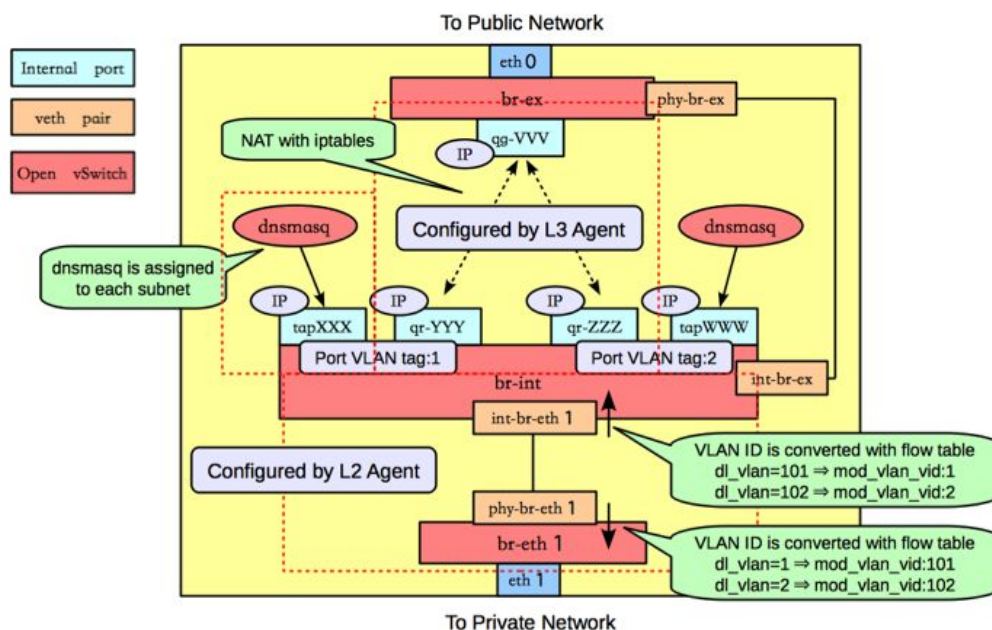 To Public Network
Internal port
veth pair
Open vSwitch
eth 0
br-ex
phy-br-ex
NAT with iptables
qg-VVV
IP
dnsmasq
Configured by L3 Agent
dnsmasq
dnsmasq is assigned
to each subnet
IP
IP
IP
IP
tapXXX
qr-YYY
qr-ZZZ
tapWWW
Port VLAN tag:1
Port VLAN tag:2
br-int
int-br-ex
int-br-eth 1
VLAN ID is converted with flow table
dl_vlan=101 ⇒ mod_vlan_vid:1
dl_vlan=102 ⇒ mod_vlan_vid:2
Configured by L2 Agent
phy-br-eth 1
br-eth 1
VLAN ID is converted with flow table
dl_vlan=1 ⇒ mod_vlan_vid:101
dl_vlan=2 ⇒ mod_vlan_vid:102
eth 1
To Private Network